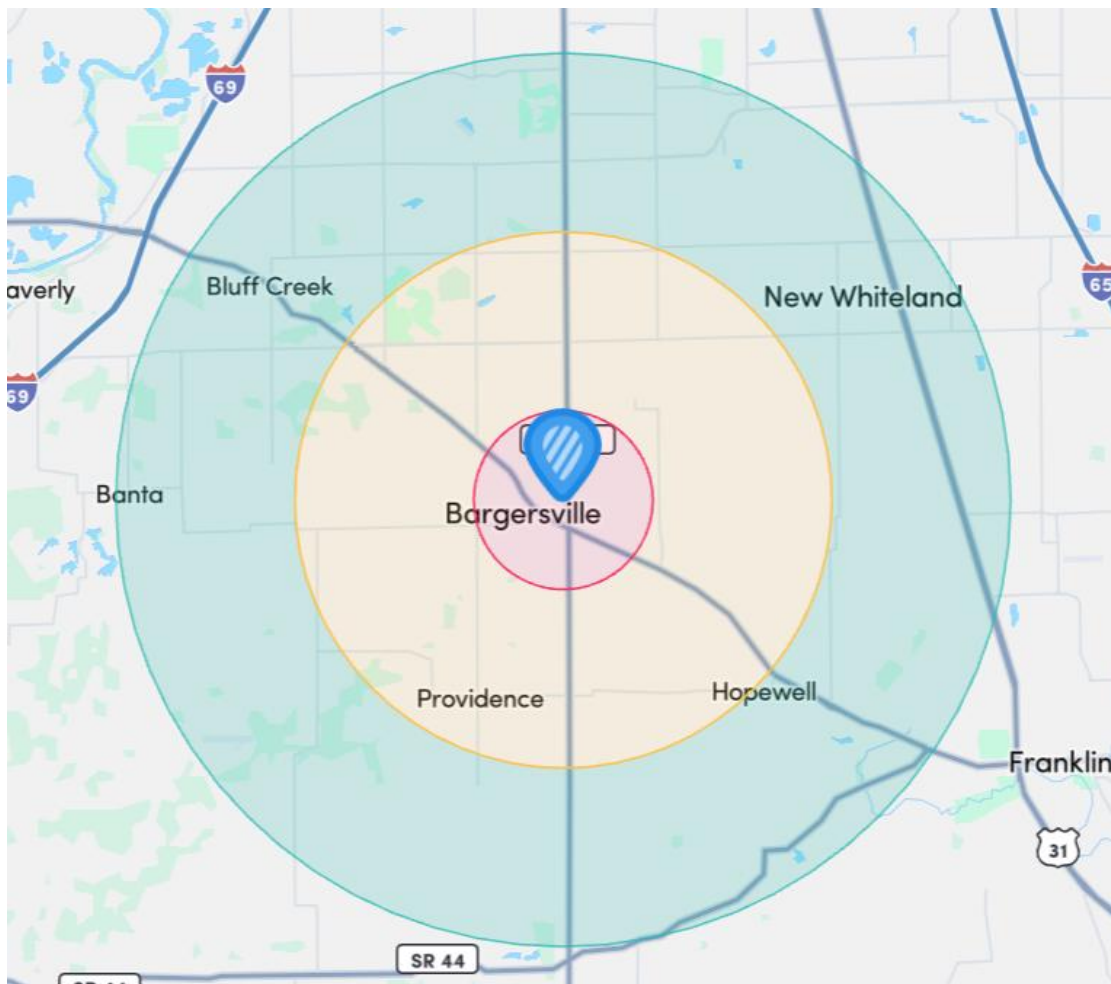 69
averly
Bluff Creek
New Whiteland
65
69
Banta
Bargersville
Providence
Hopewell
Franklin
31
SR 44